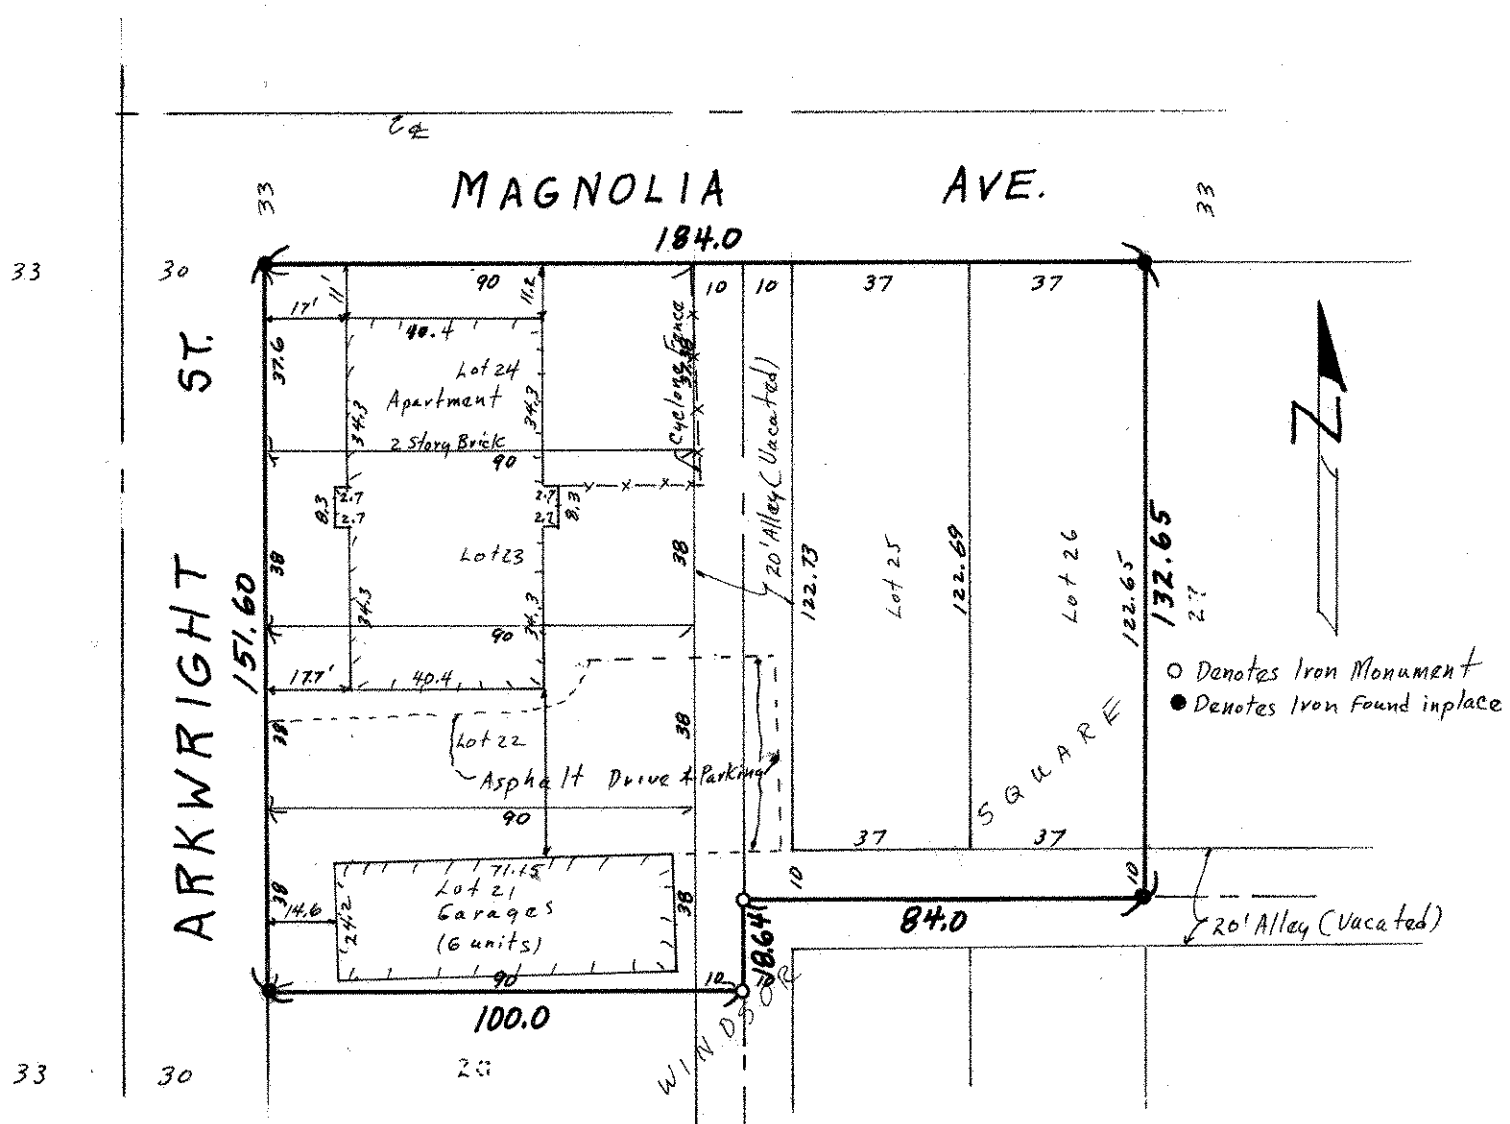 ℄
MAGNOLIA AVE.
33
33
184.0
33
30
90
10
10
37
37
17'
11'
11.2
40.4
ST.
37.6
Lot 24
Apartment
2 Story Brick
34.3
34.3
Cyclone Fence
37.38
90
20' Alley (Vacated)
8.3
2.7
2.7
2.7
2.7
8.3
38
Lot 23
38
122.73
Lot 25
122.69
Lot 26
122.65
132.65
27
N
ARKWRIGHT
151.60
34.3
34.3
90
17.7'
40.4
○ Denotes Iron Monument
● Denotes Iron Found inplace
38
Lot 22
38
Asphalt Drive & Parking
SQUARE
90
37
37
71.15
10
10
38
14.6
24.2
Lot 21
Garages
(6 units)
38
18.64
84.0
20' Alley (Vacated)
90
10
100.0
WINDSOR
33
30
20